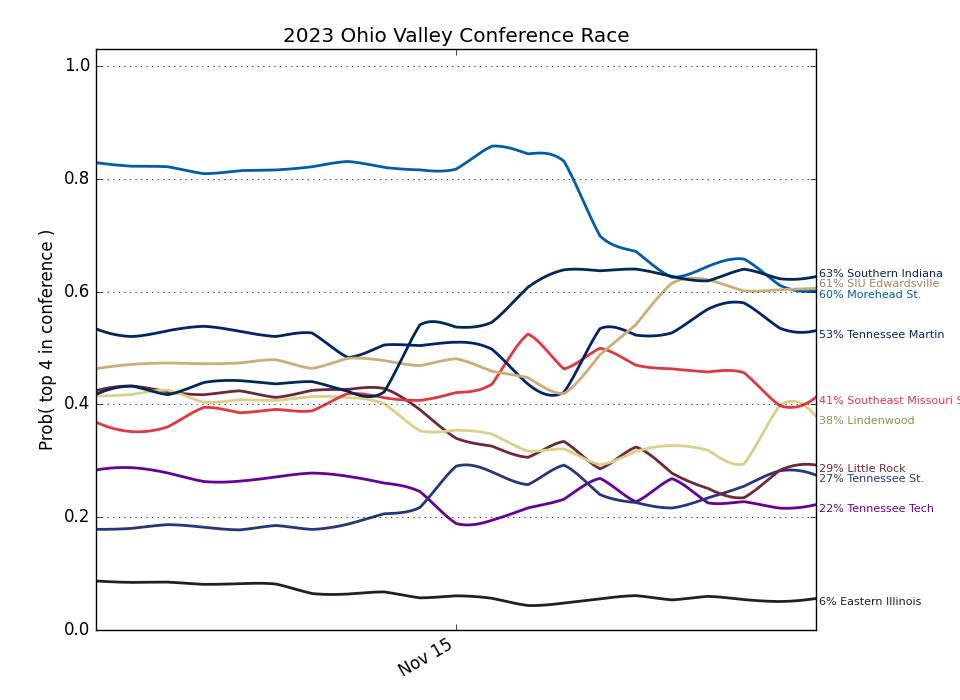 2023 Ohio Valley Conference Race
Prob( top 4 in conference )
1.0
0.8
0.6
0.4
0.2
0.0
Nov 15
63% Southern Indiana
61% SIU Edwardsville
60% Morehead St.
53% Tennessee Martin
41% Southeast Missouri S
38% Lindenwood
29% Little Rock
27% Tennessee St.
22% Tennessee Tech
6% Eastern Illinois